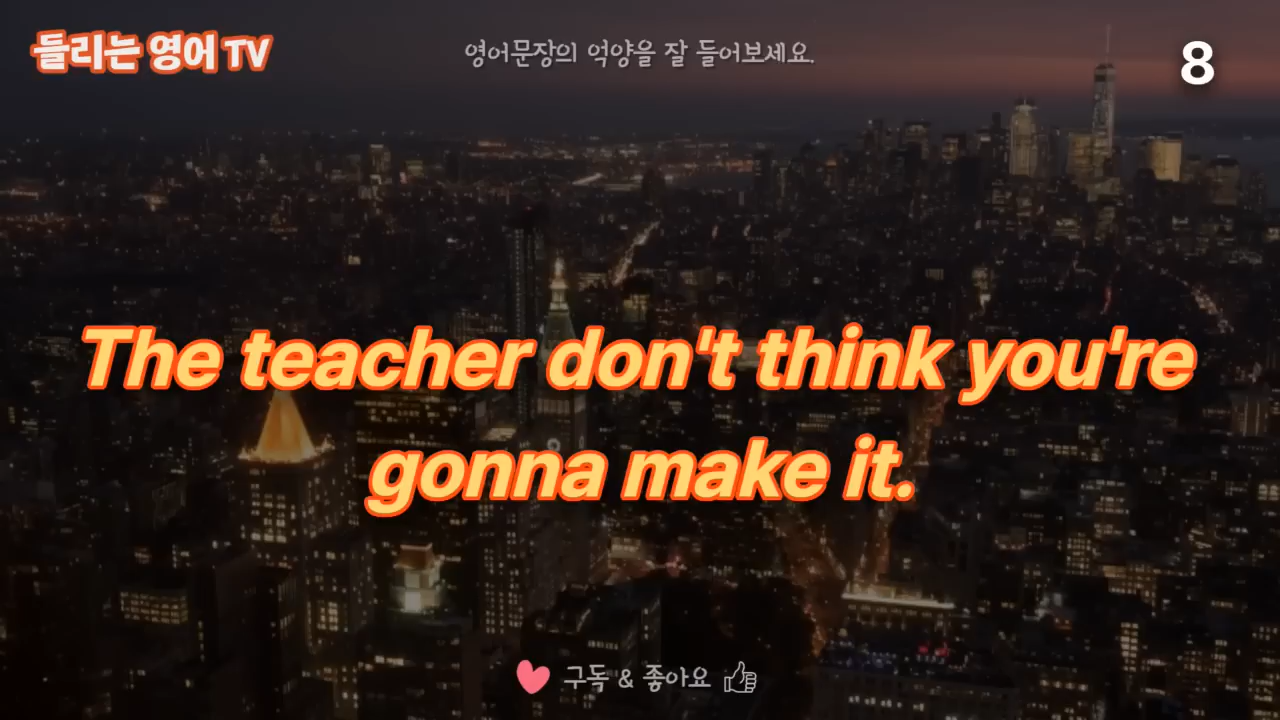 들리는 영어 TV
영어문장의 억양을 잘 들어보세요.
8
The teacher don't think you're
gonna make it.
구독 & 좋아요